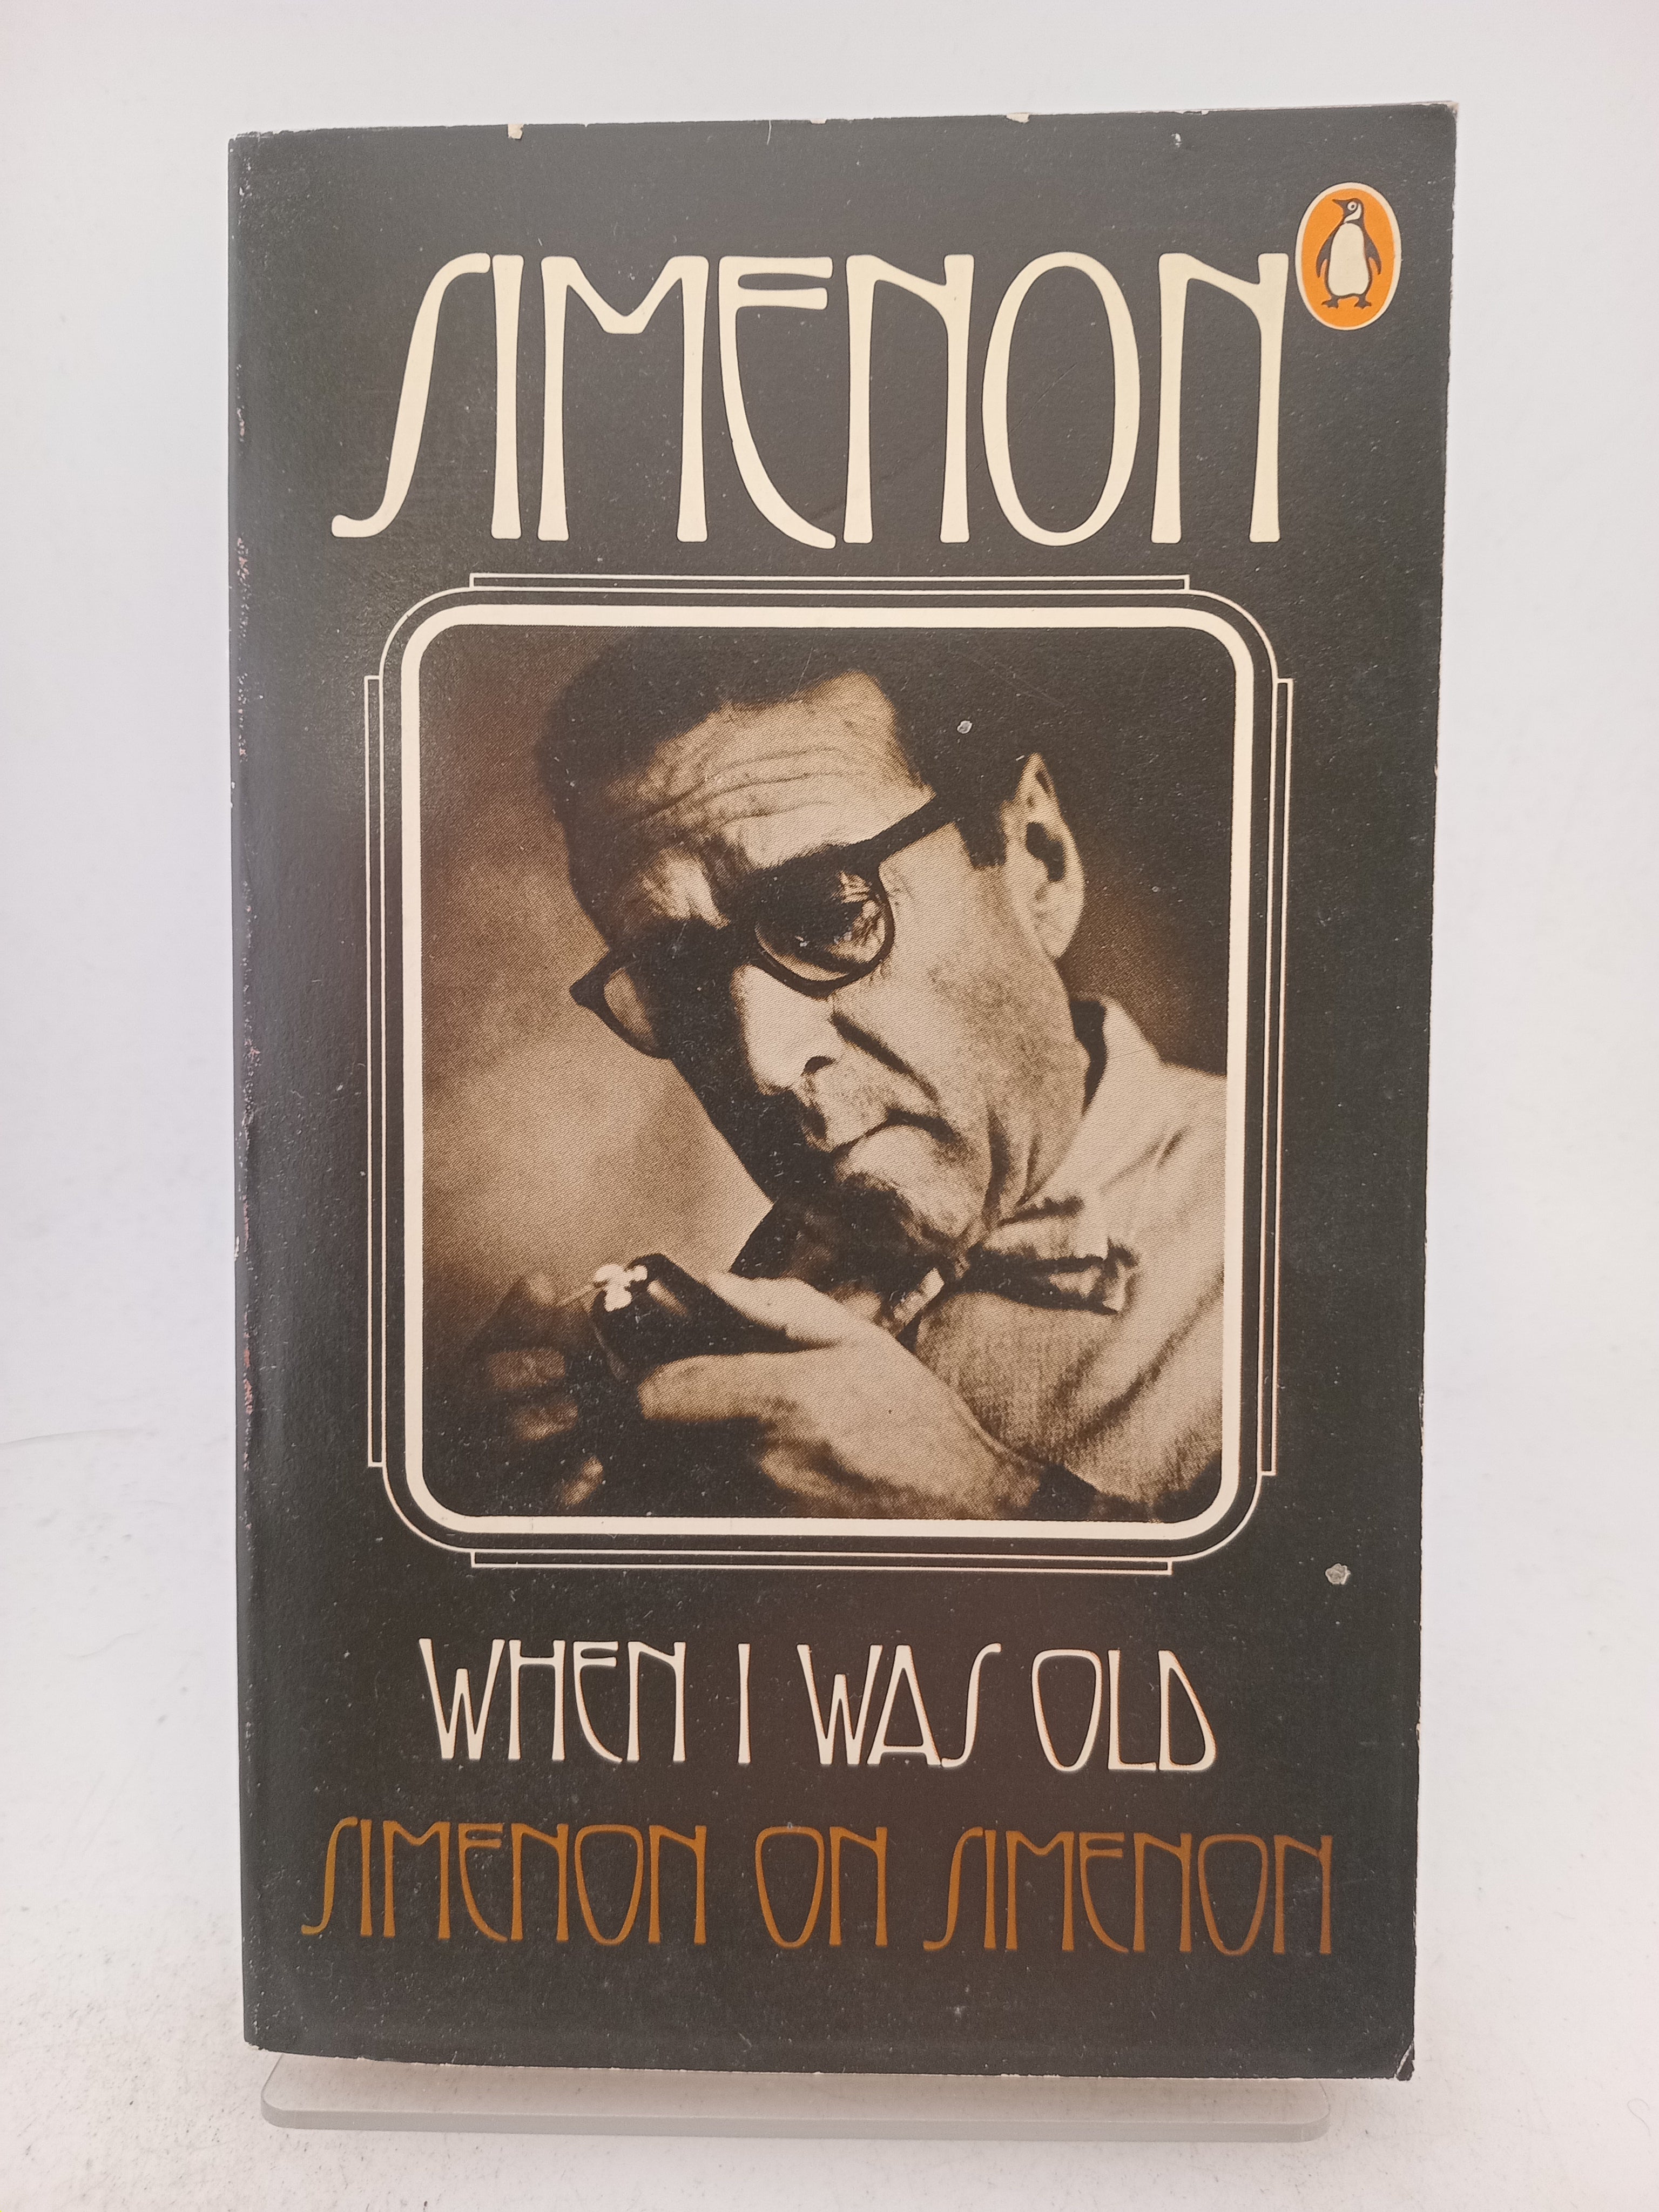 SIMENON
WHEN I WAS OLD
SIMENON ON SIMENON